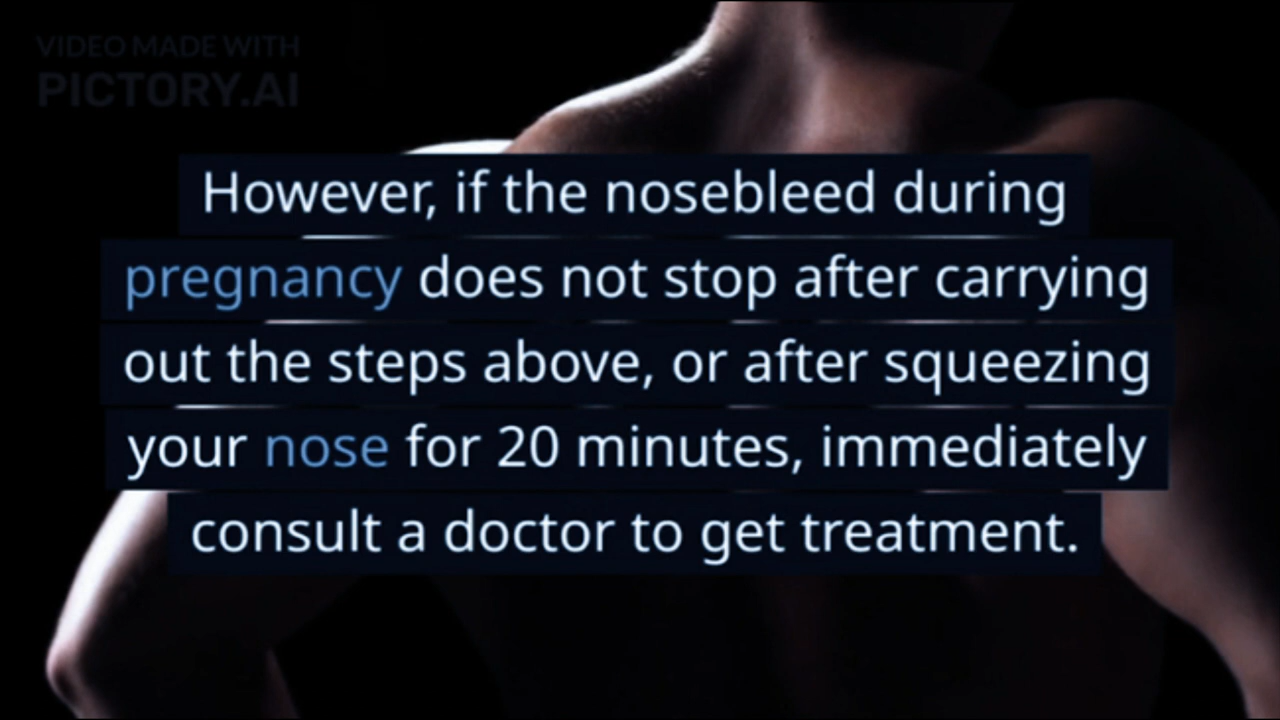 VIDEO MADE WITH
PICTORY.AI
However, if the nosebleed during
pregnancy does not stop after carrying
out the steps above, or after squeezing
your nose for 20 minutes, immediately
consult a doctor to get treatment.